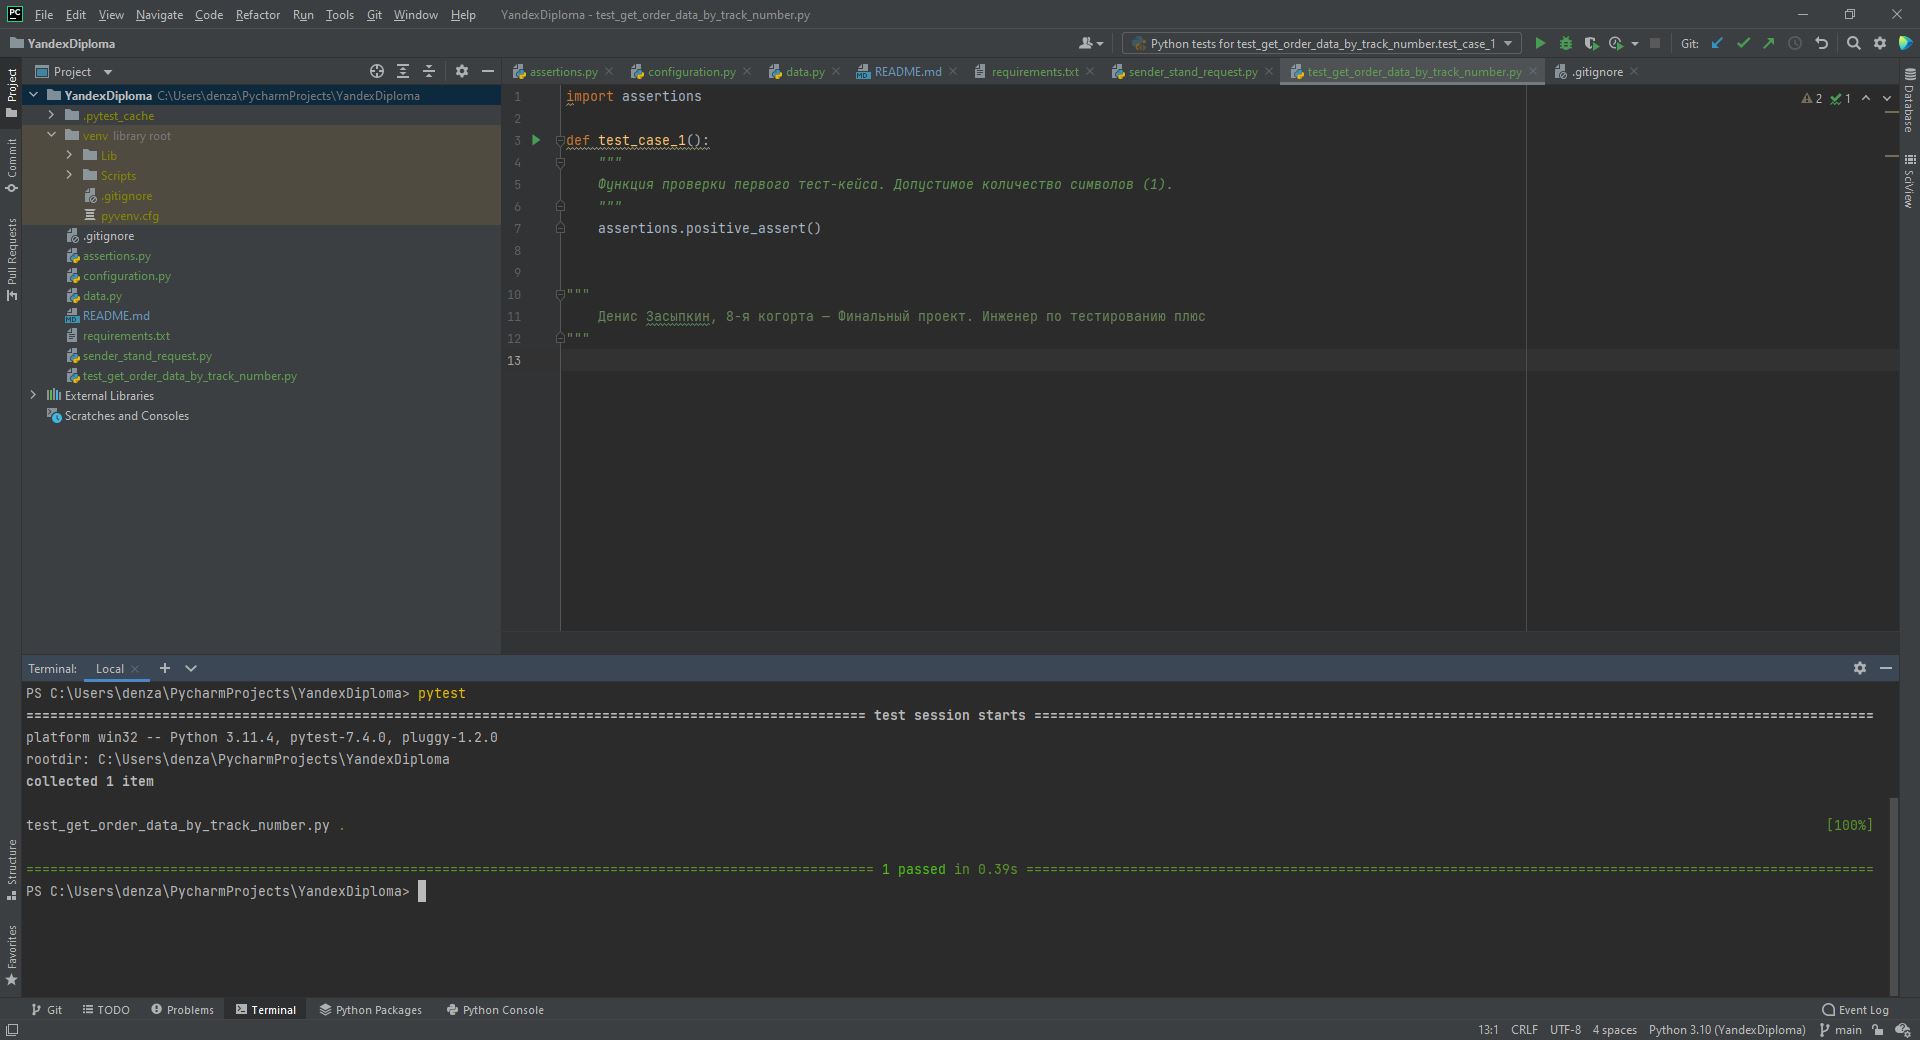 PC File Edit View Navigate Code Refactor Run Tools Git Window Help YandexDiploma - test_get_order_data_by_track_number.py
YandexDiploma Python tests for test_get_order_data_by_track_number.test_case_1 Git:
Project
assertions.py configuration.py data.py README.md requirements.txt sender_stand_request.py test_get_order_data_by_track_number.py .gitignore
YandexDiploma C:\Users\denza\PycharmProjects\YandexDiploma
.pytest_cache
venv library root
Lib
Scripts
.gitignore
pyvenv.cfg
.gitignore
assertions.py
configuration.py
data.py
README.md
requirements.txt
sender_stand_request.py
test_get_order_data_by_track_number.py
External Libraries
Scratches and Consoles
Project
Commit
Pull Requests
Structure
Favorites
1 import assertions
2
3 def test_case_1():
4 """
5 Функция проверки первого тест-кейса. Допустимое количество символов (1).
6 """
7 assertions.positive_assert()
8
9
10 """
11 Денис Засыпкин, 8-я когорта — Финальный проект. Инженер по тестированию плюс
12 """
13
2 1
Database
SciView
Terminal: Local
PS C:\Users\denza\PycharmProjects\YandexDiploma> pytest
========================================================================================================= test session starts =========================================================================================================
platform win32 -- Python 3.11.4, pytest-7.4.0, pluggy-1.2.0
rootdir: C:\Users\denza\PycharmProjects\YandexDiploma
collected 1 item
test_get_order_data_by_track_number.py . [100%]
========================================================================================================== 1 passed in 0.39s ==========================================================================================================
PS C:\Users\denza\PycharmProjects\YandexDiploma>
Git TODO Problems Terminal Python Packages Python Console Event Log
13:1 CRLF UTF-8 4 spaces Python 3.10 (YandexDiploma) main